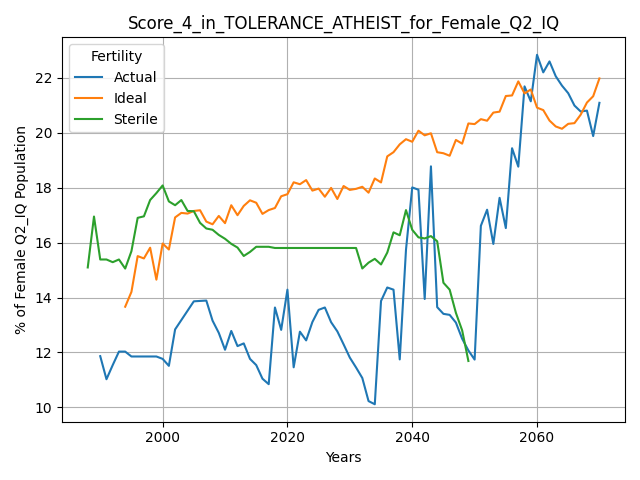 Score_4_in_TOLERANCE_ATHEIST_for_Female_Q2_IQ
Fertility
Actual
Ideal
Sterile
% of Female Q2_IQ Population
22
20
18
16
14
12
10
2000 2020 2040 2060
Years